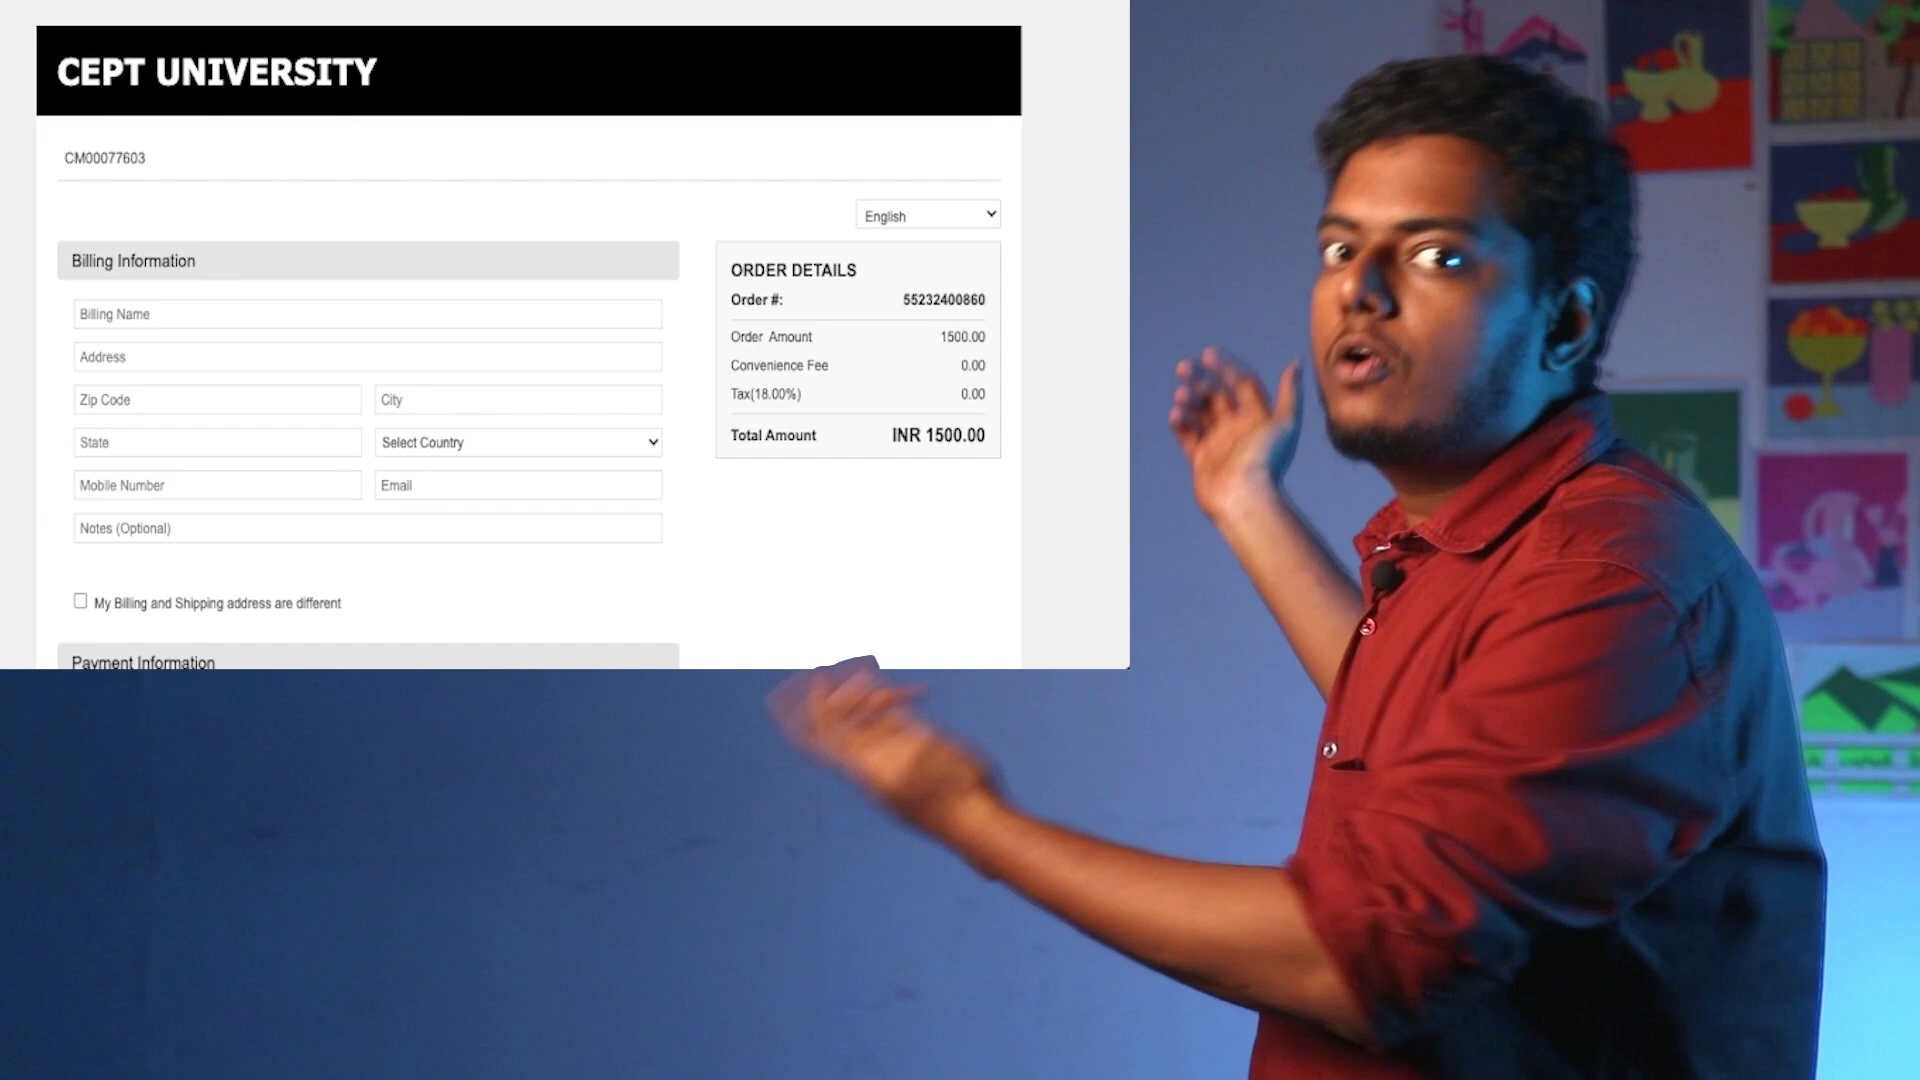 CEPT UNIVERSITY
CM00077603
English
Billing Information
Billing Name
Address
Zip Code City
State Select Country
Mobile Number Email
Notes (Optional)
My Billing and Shipping address are different
Payment Information
ORDER DETAILS
Order #: 55232400860
Order Amount 1500.00
Convenience Fee 0.00
Tax(18.00%) 0.00
Total Amount INR 1500.00